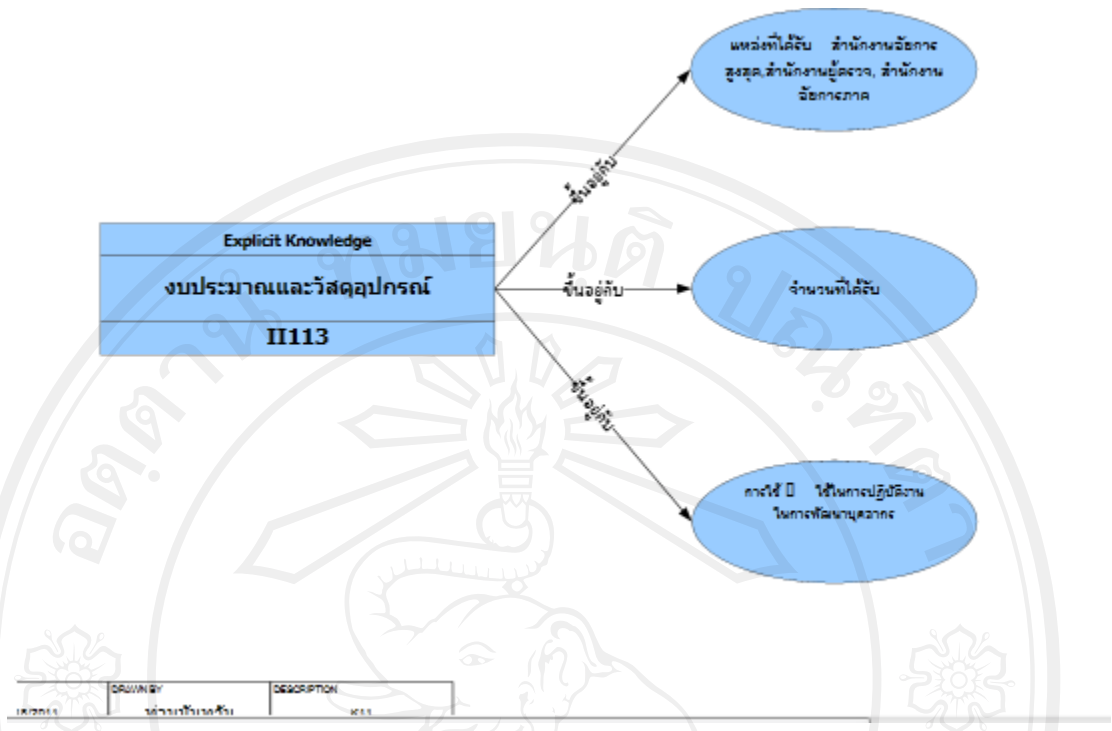 แหล่งที่ได้รับ สำนักงานอัยการ
สูงสุด,สำนักงานผู้ตรวจ, สำนักงาน
อัยการภาค
ขึ้นอยู่กับ
Explicit Knowledge
งบประมาณและวัสดุอุปกรณ์
II113
ขึ้นอยู่กับ
จำนวนที่ได้รับ
ขึ้นอยู่กับ
การใช้ ใช้ในการปฏิบัติงาน
ในการพัฒนาบุคลากร
DRAWN BY DESCRIPTION